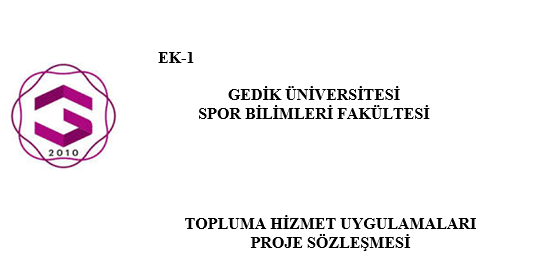 EK-1
GEDİK ÜNİVERSİTESİ
SPOR BİLİMLERİ FAKÜLTESİ
2010
TOPLUMA HİZMET UYGULAMALARI
PROJE SÖZLEŞMESİ